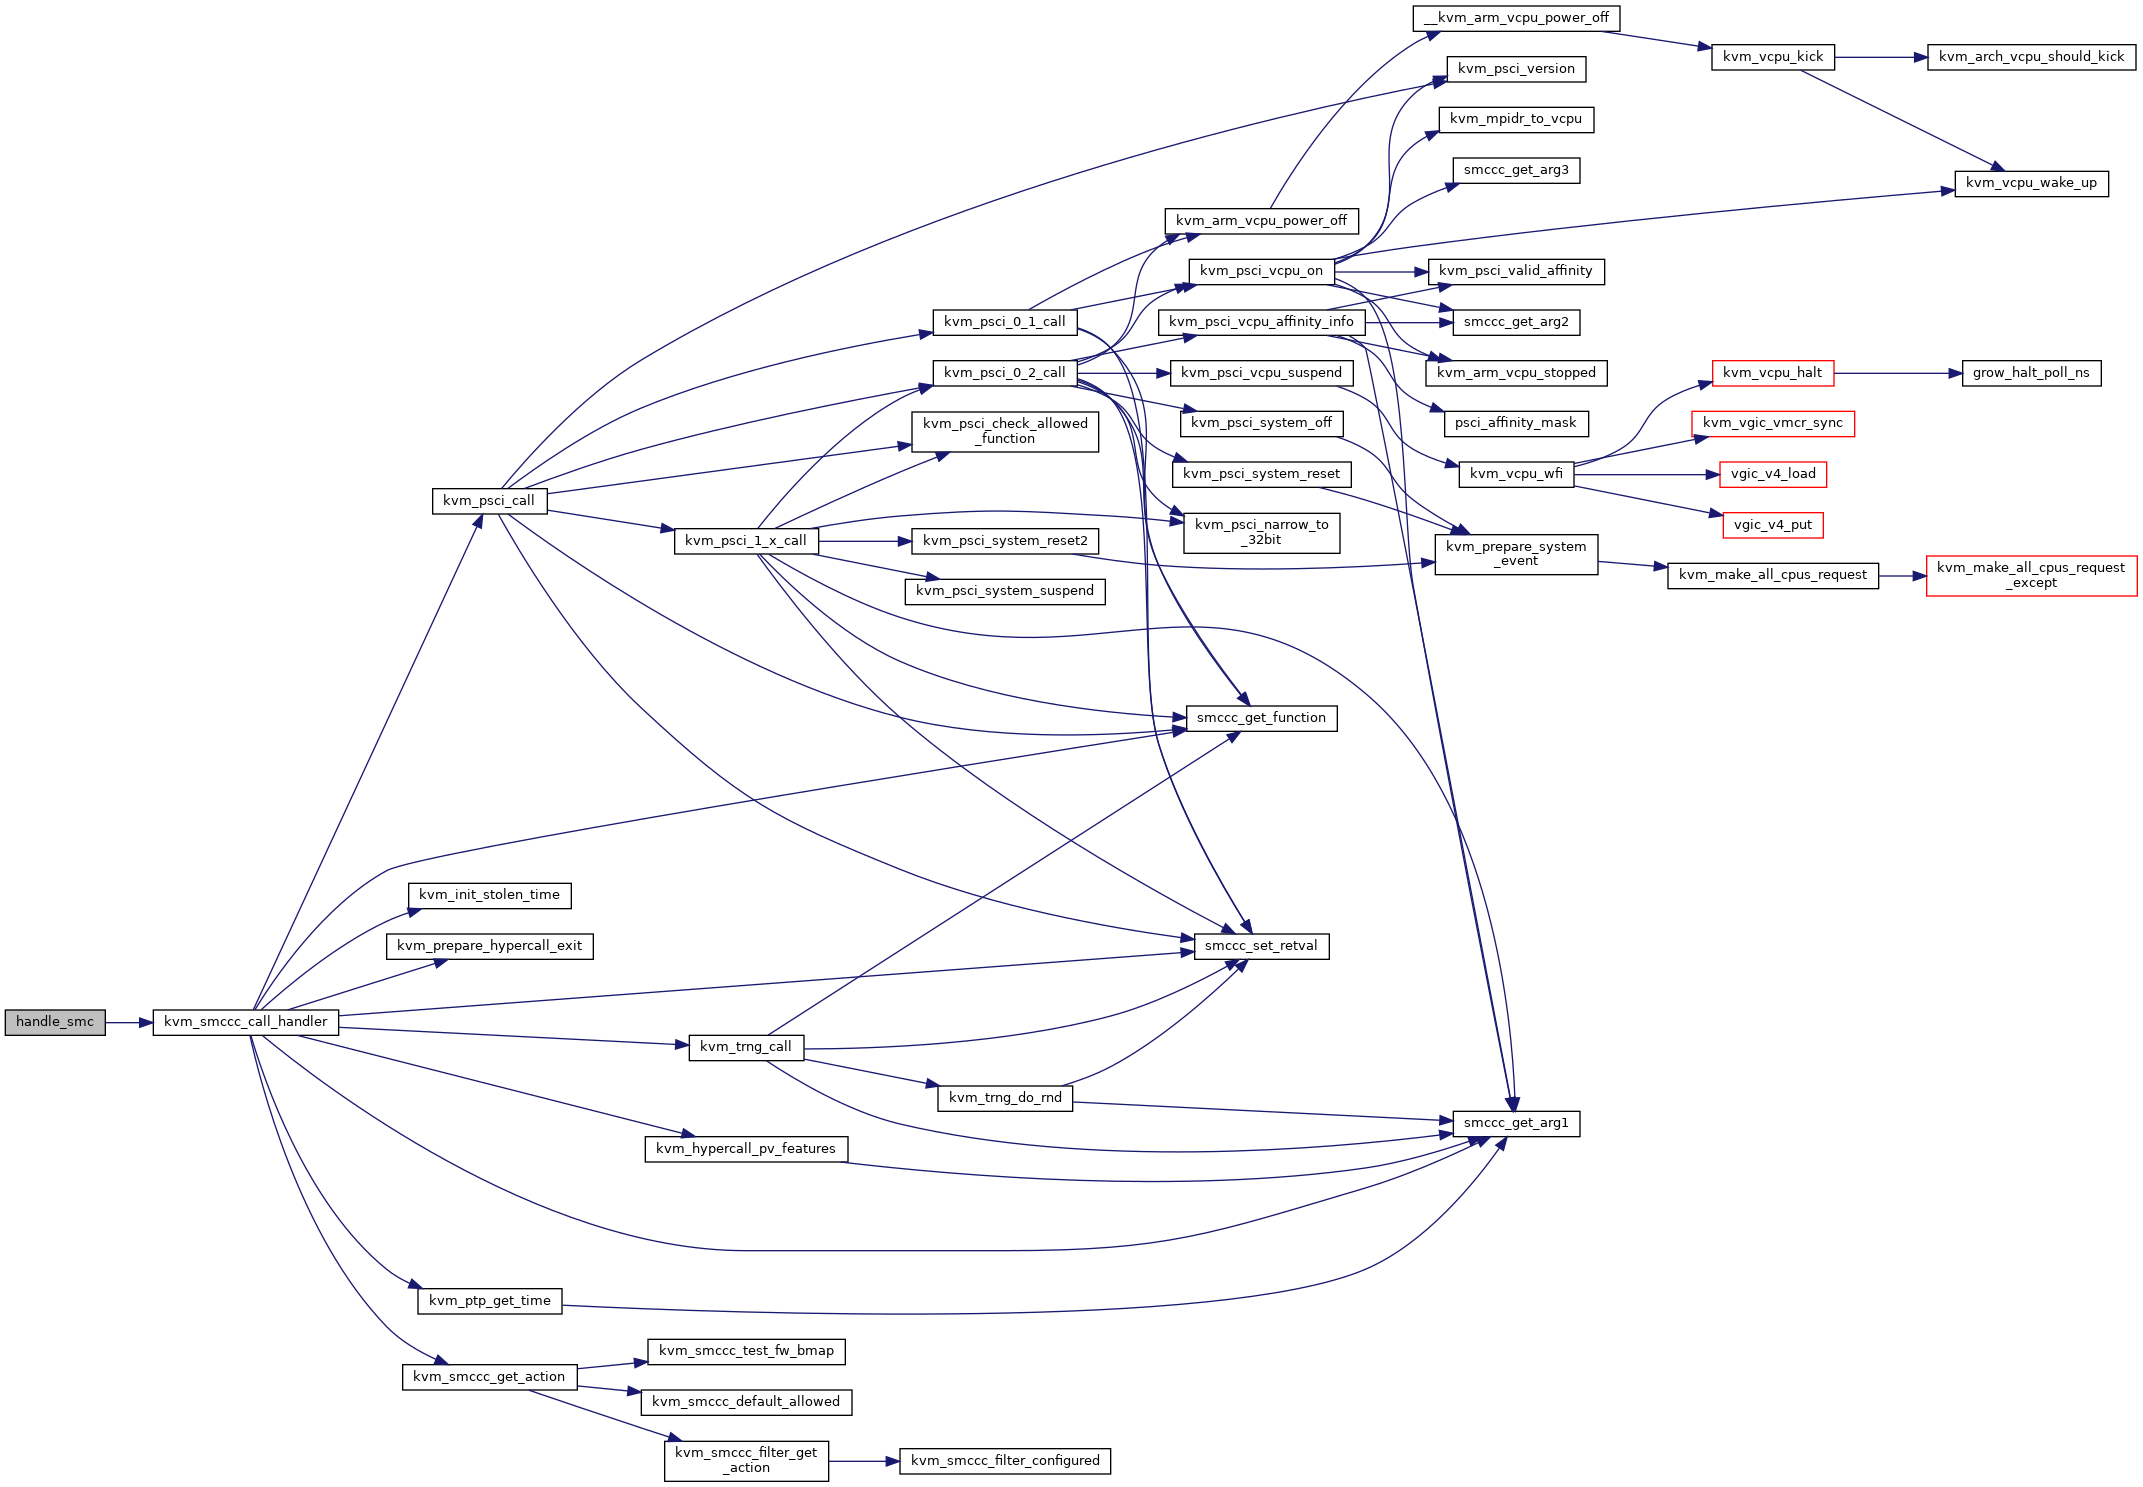 __kvm_arm_vcpu_power_off
kvm_vcpu_kick
kvm_arch_vcpu_should_kick
kvm_psci_version
kvm_mpidr_to_vcpu
smccc_get_arg3
kvm_vcpu_wake_up
kvm_arm_vcpu_power_off
kvm_psci_vcpu_on
kvm_psci_valid_affinity
kvm_psci_0_1_call
kvm_psci_vcpu_affinity_info
smccc_get_arg2
kvm_psci_0_2_call
kvm_psci_vcpu_suspend
kvm_arm_vcpu_stopped
kvm_vcpu_halt
grow_halt_poll_ns
kvm_psci_check_allowed
_function
kvm_psci_system_off
psci_affinity_mask
kvm_vgic_vmcr_sync
kvm_psci_system_reset
kvm_vcpu_wfi
vgic_v4_load
kvm_psci_call
vgic_v4_put
kvm_psci_1_x_call
kvm_psci_system_reset2
kvm_psci_narrow_to
_32bit
kvm_prepare_system
_event
kvm_make_all_cpus_request
kvm_make_all_cpus_request
_except
kvm_psci_system_suspend
smccc_get_function
kvm_init_stolen_time
kvm_prepare_hypercall_exit
smccc_set_retval
handle_smc
kvm_smccc_call_handler
kvm_trng_call
kvm_trng_do_rnd
smccc_get_arg1
kvm_hypercall_pv_features
kvm_ptp_get_time
kvm_smccc_test_fw_bmap
kvm_smccc_get_action
kvm_smccc_default_allowed
kvm_smccc_filter_get
_action
kvm_smccc_filter_configured